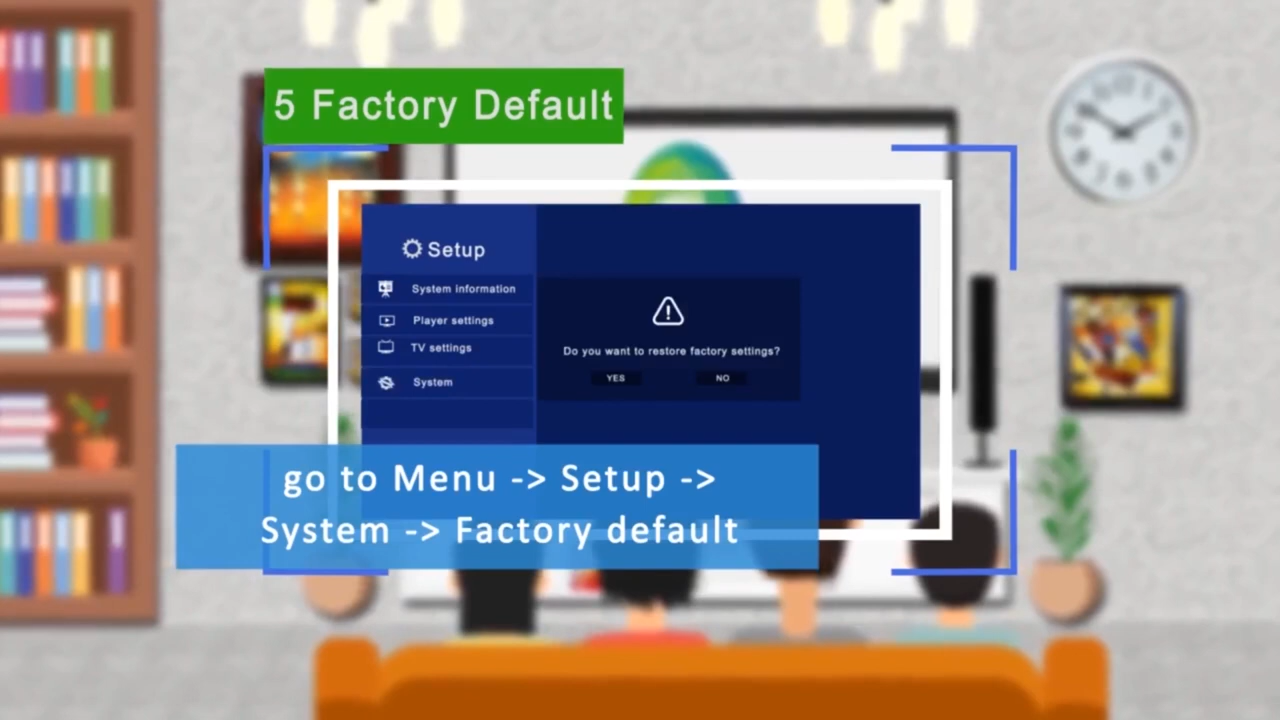 5 Factory Default
Setup
System information
Player settings
TV settings
System
Do you want to restore factory settings?
YES NO
go to Menu -> Setup ->
System -> Factory default